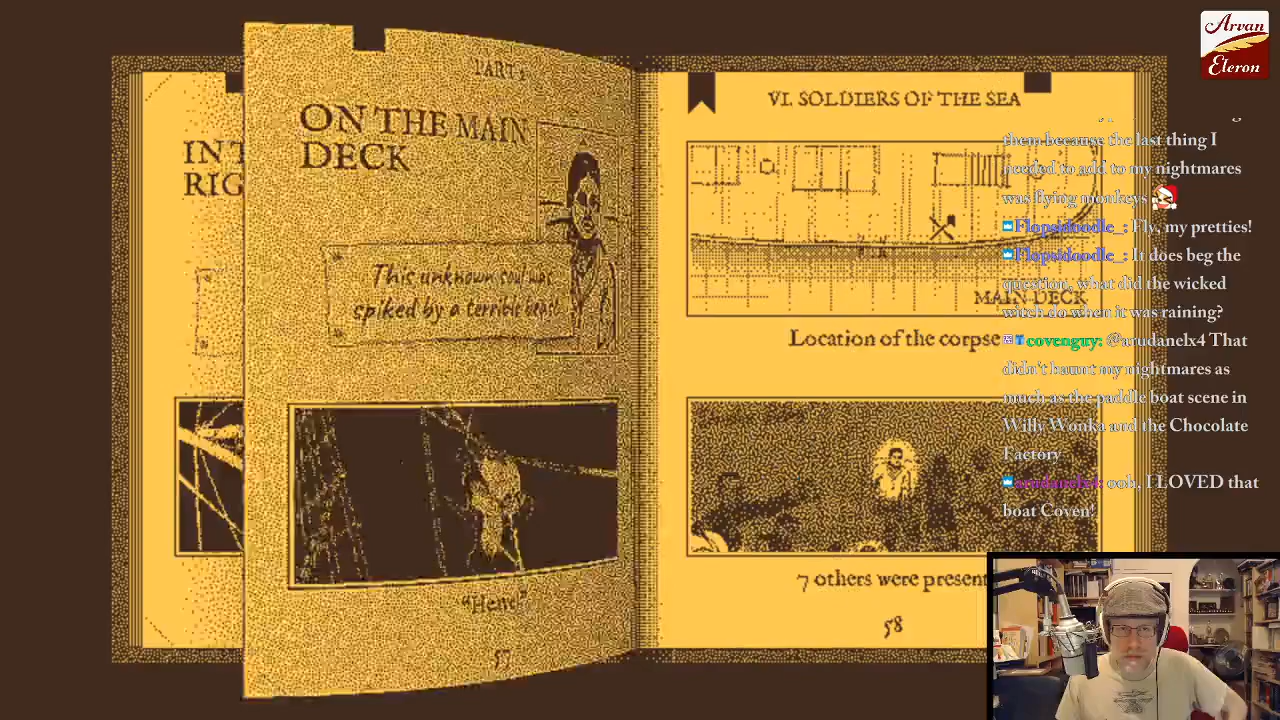 Arvan
Eleron
PART
ON THE MAIN
DECK
IN T
RIG
This unknown soul was
spiked by a terrible beast
57
VI. SOLDIERS OF THE SEA
MAIN DECK
Location of the corpse
7 others were present
58
them because the last thing I
needed to add to my nightmares
was flying monkeys
Flopsidoodle_: Fly, my pretties!
Flopsidoodle_: It does beg the
question, what did the wicked
witch do when it was raining?
covenguy: @arudanelx4 That
didn't haunt my nightmares as
much as the paddle boat scene in
Willy Wonka and the Chocolate
Factory
arudanelx4: ooh, I LOVED that
boat Coven!